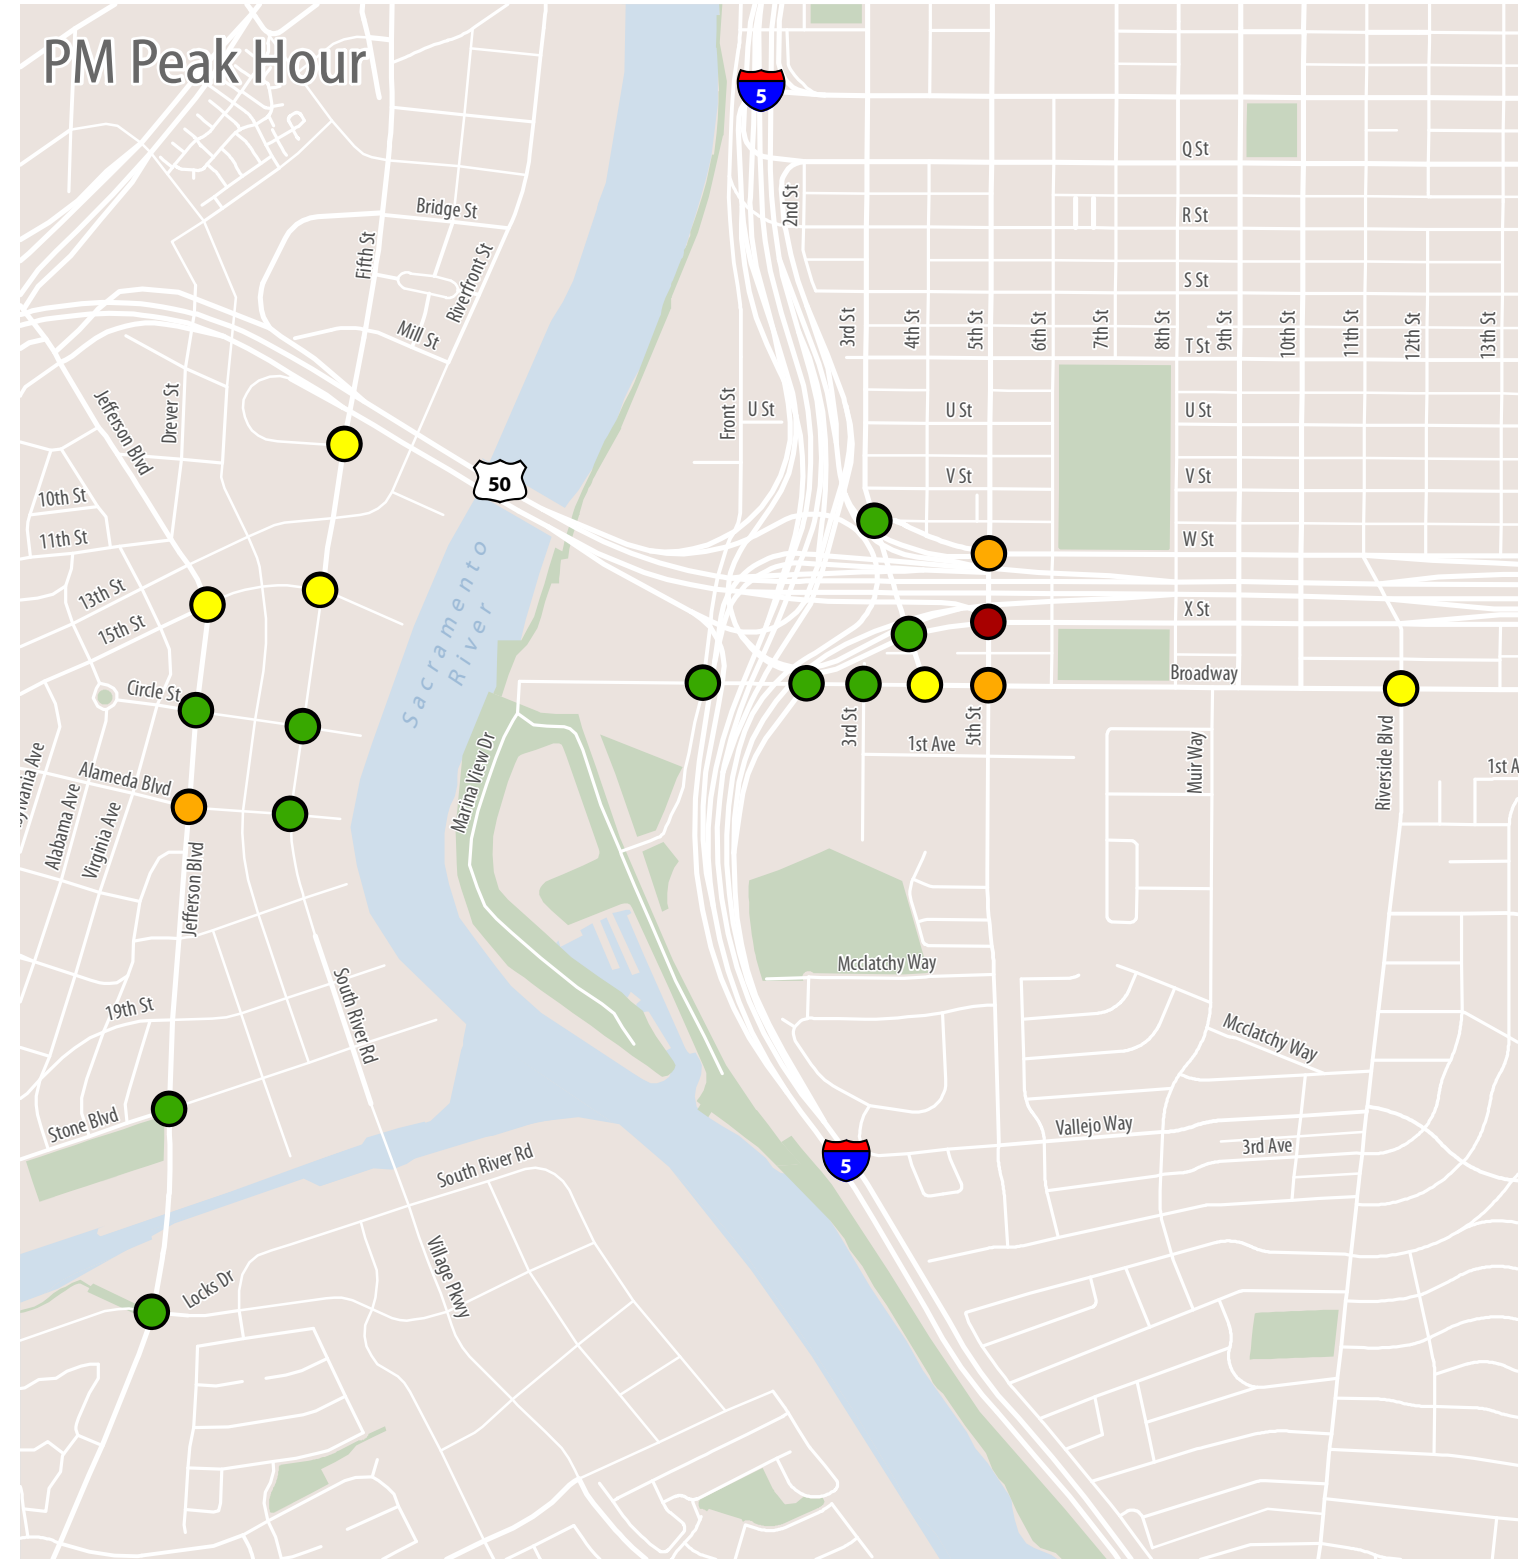 PM Peak Hour
5
Q St
2nd St
Bridge St
R St
Fifth St
Riverfront St
S St
Mill St
3rd St
4th St
5th St
6th St
7th St
8th St
9th St
10th St
11th St
12th St
13th St
T St
Jefferson Blvd
Drever St
Front St
U St
U St
U St
V St
V St
50
10th St
11th St
W St
Sacramento
River
13th St
15th St
X St
Broadway
Circle St
3rd St
5th St
1st Ave
Marina View Dr
Muir Way
Riverside Blvd
1st A
Alameda Blvd
Alabama Ave
Virginia Ave
Jefferson Blvd
Mcclatchy Way
South River Rd
19th St
Mcclatchy Way
Stone Blvd
Vallejo Way
3rd Ave
5
South River Rd
Village Pkwy
Locks Dr